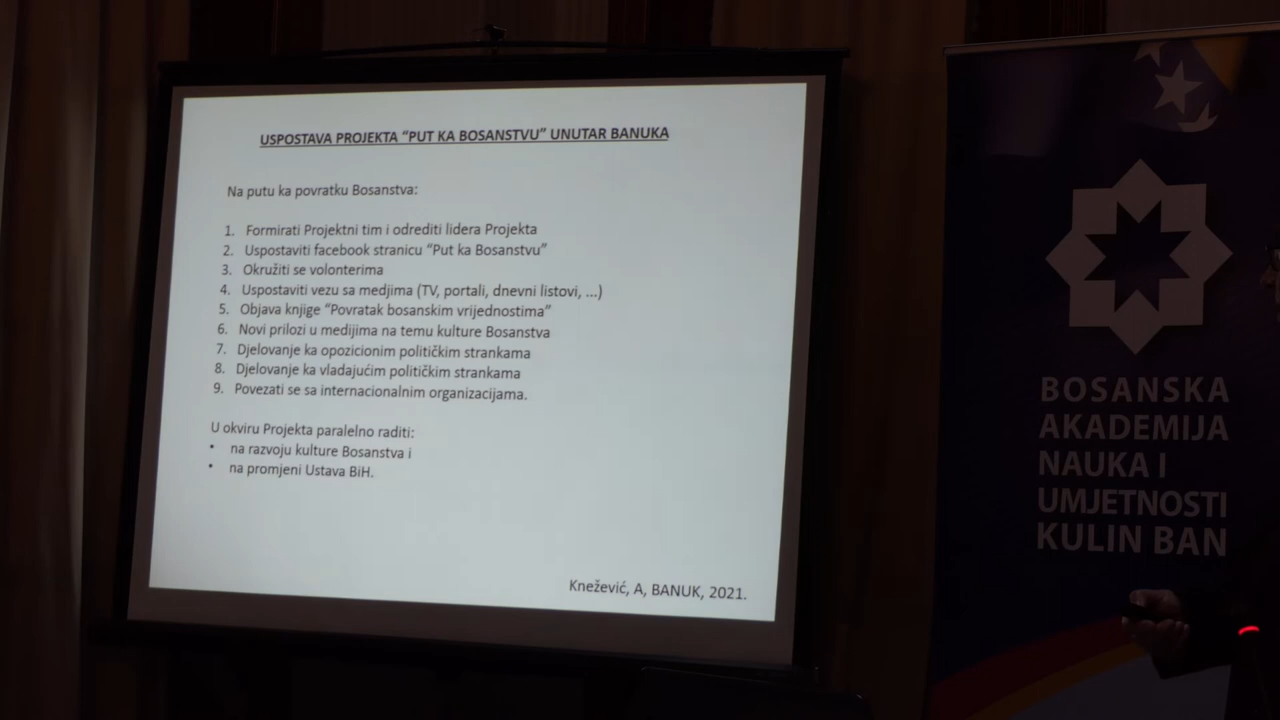 USPOSTAVA PROJEKTA “PUT KA BOSANSTVU” UNUTAR BANUKA
Na putu ka povratku Bosanstva:
1. Formirati Projektni tim i odrediti lidera Projekta
2. Uspostaviti facebook stranicu “Put ka Bosanstvu”
3. Okružiti se volonterima
4. Uspostaviti vezu sa medjima (TV, portali, dnevni listovi, ...)
5. Objava knjige “Povratak bosanskim vrijednostima”
6. Novi prilozi u medijima na temu kulture Bosanstva
7. Djelovanje ka opozicionim političkim strankama
8. Djelovanje ka vladajućim političkim strankama
9. Povezati se sa internacionalnim organizacijama.
U okviru Projekta paralelno raditi:
• na razvoju kulture Bosanstva i
• na promjeni Ustava BiH.
Knežević, A, BANUK, 2021.
BOSANSKA
AKADEMIJA
NAUKA I
UMJETNOSTI
KULIN BAN